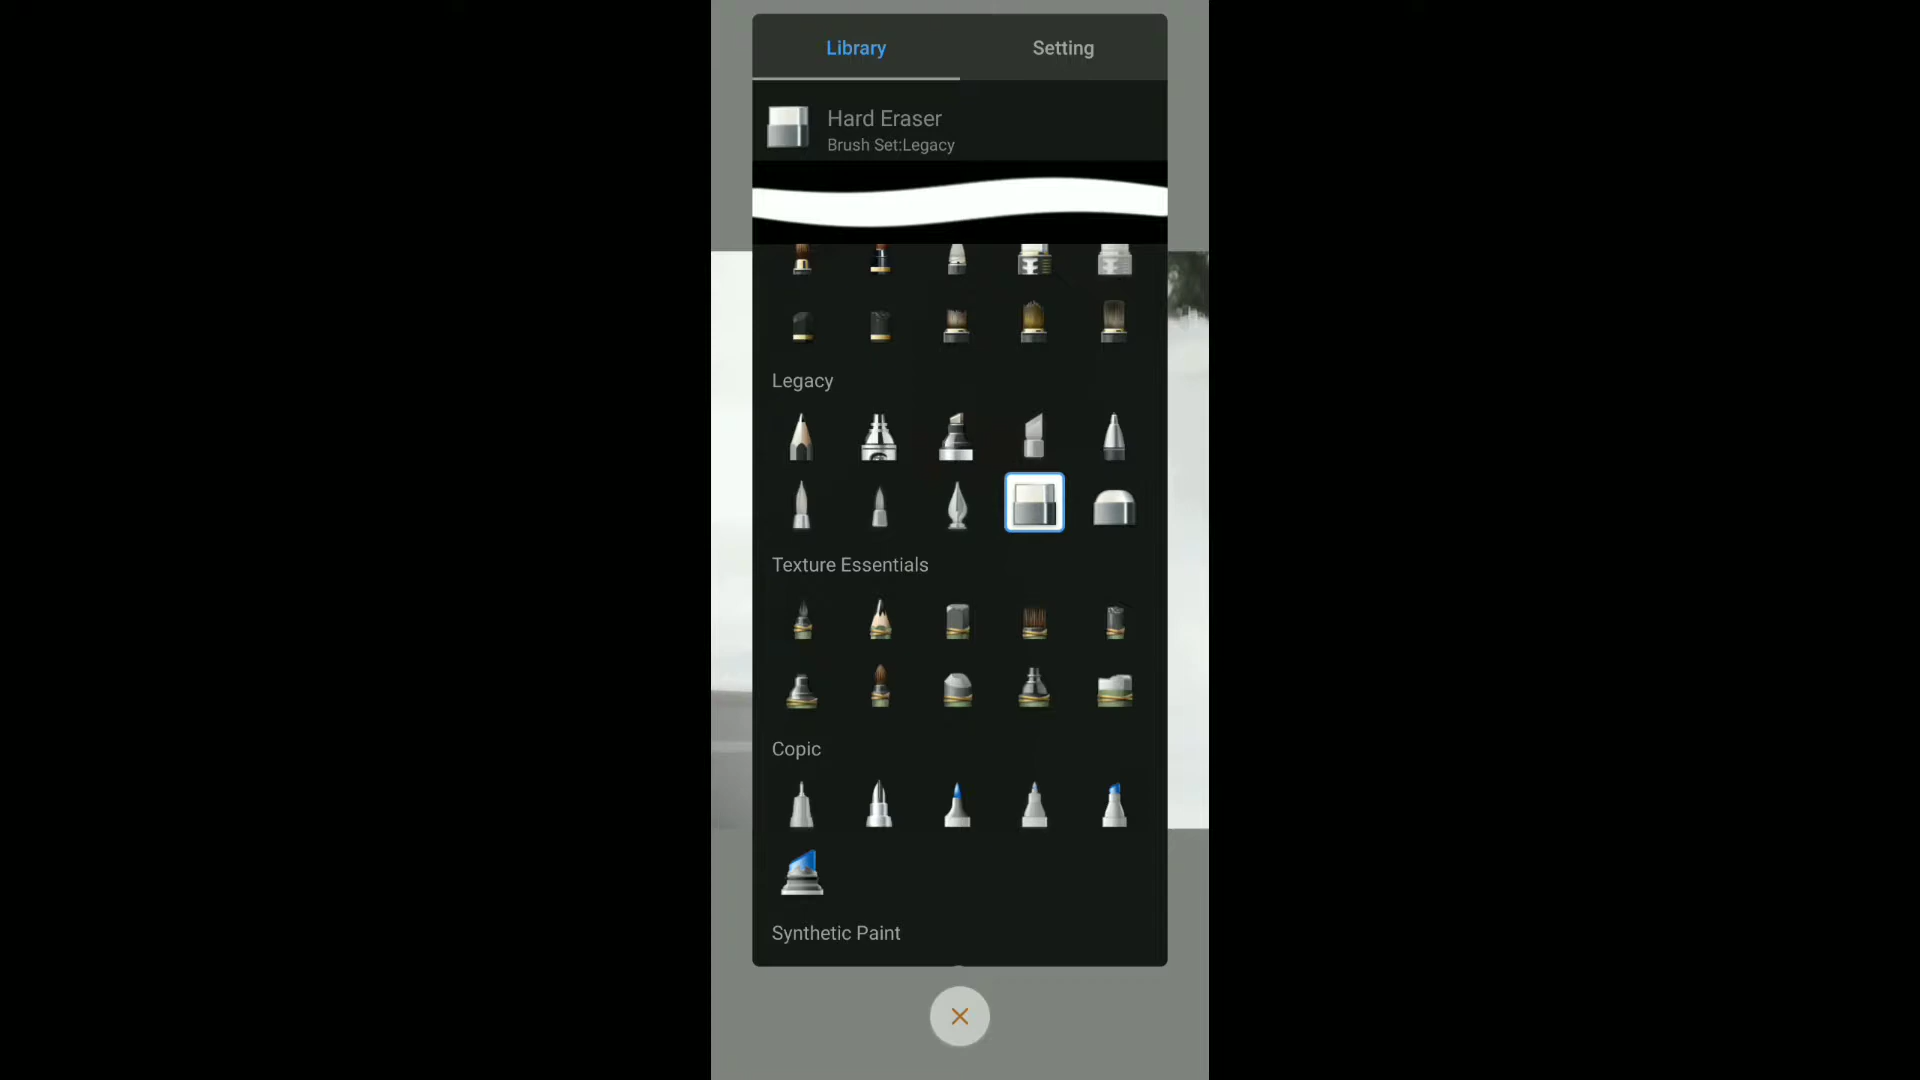 Library
Setting
Hard Eraser
Brush Set:Legacy
Legacy
Texture Essentials
Copic
Synthetic Paint